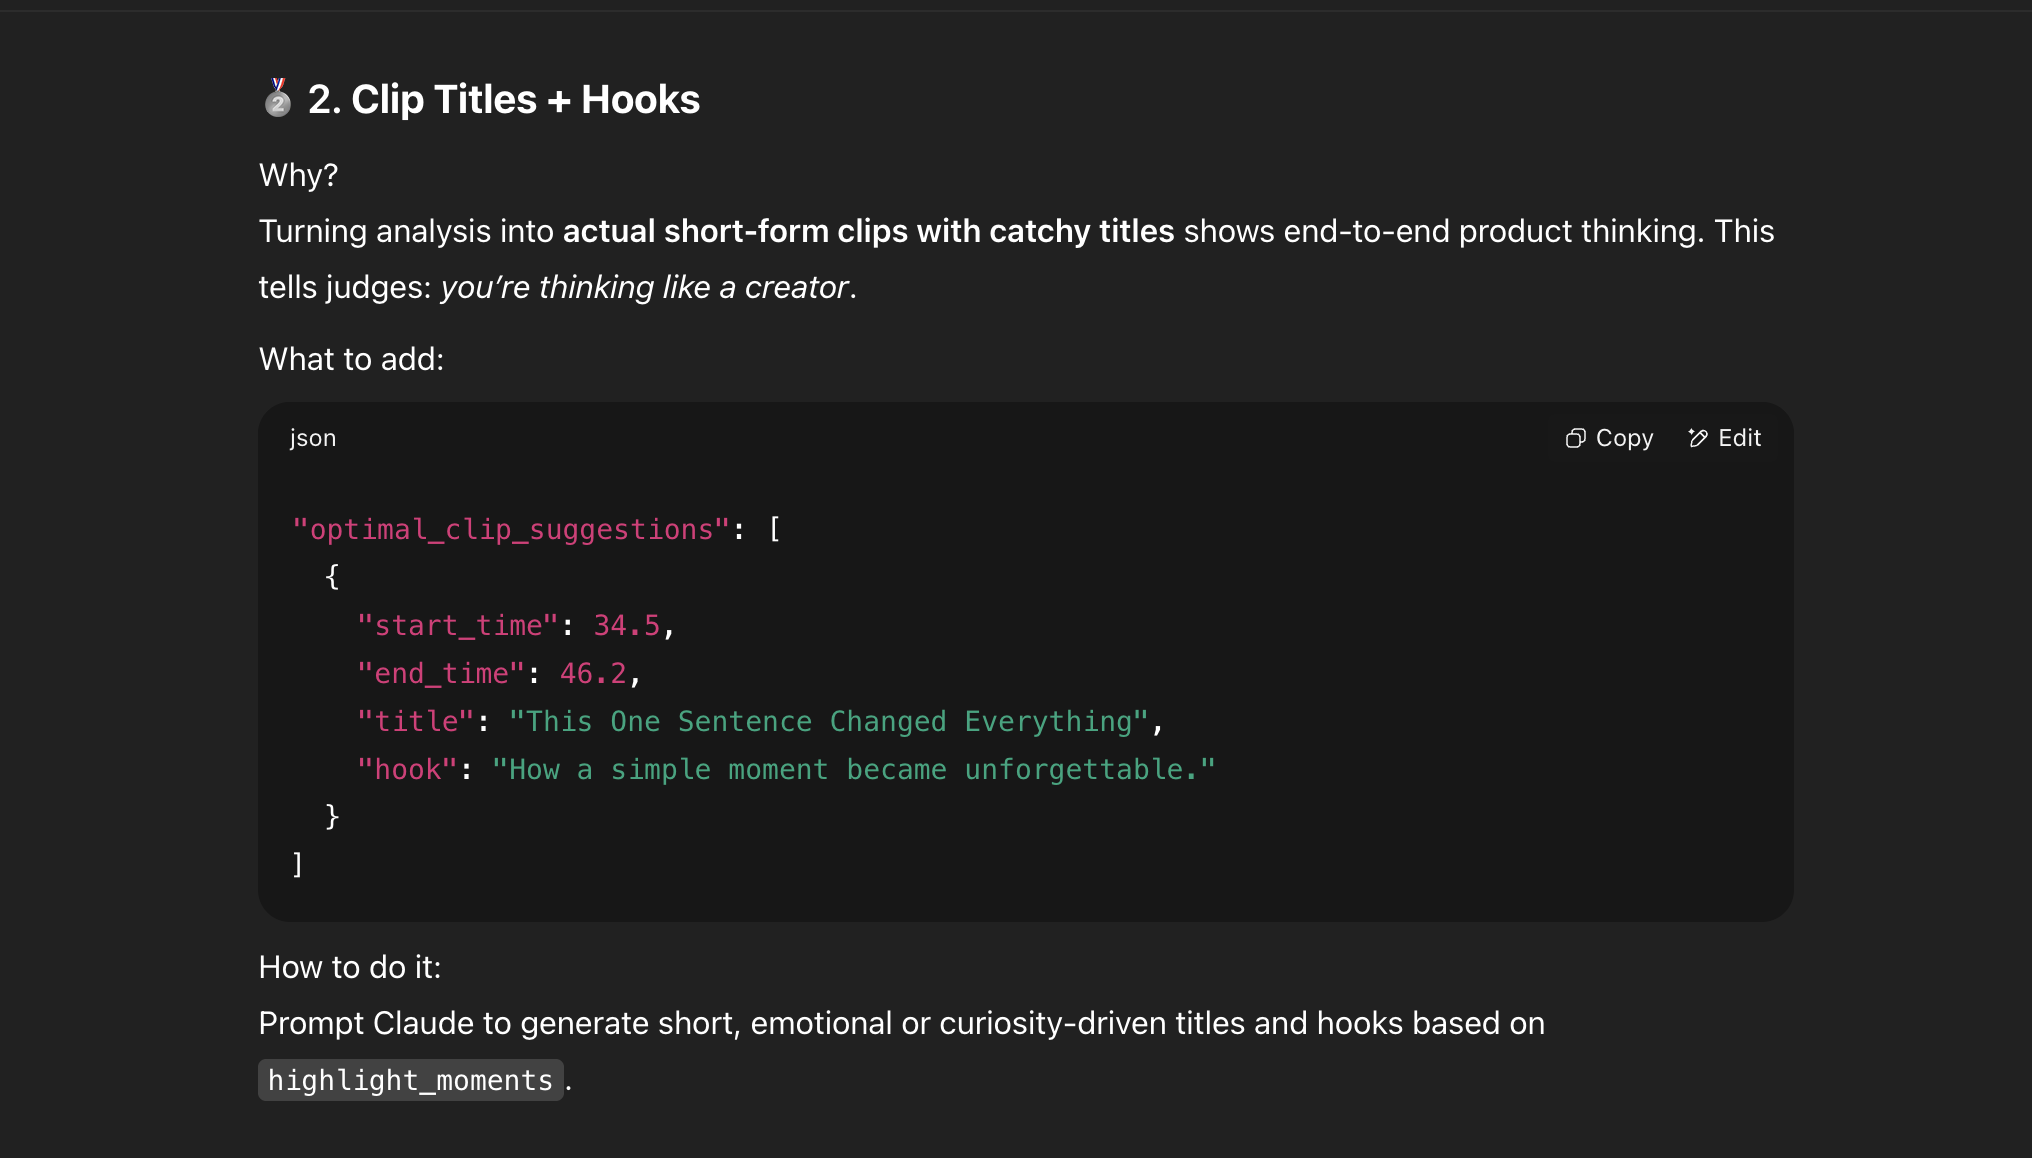 🥈 2. Clip Titles + Hooks
Why?
Turning analysis into actual short-form clips with catchy titles shows end-to-end product thinking. This
tells judges: you’re thinking like a creator.
What to add:
json Copy Edit
"optimal_clip_suggestions": [
  {
    "start_time": 34.5,
    "end_time": 46.2,
    "title": "This One Sentence Changed Everything",
    "hook": "How a simple moment became unforgettable."
  }
]
How to do it:
Prompt Claude to generate short, emotional or curiosity-driven titles and hooks based on
highlight_moments.